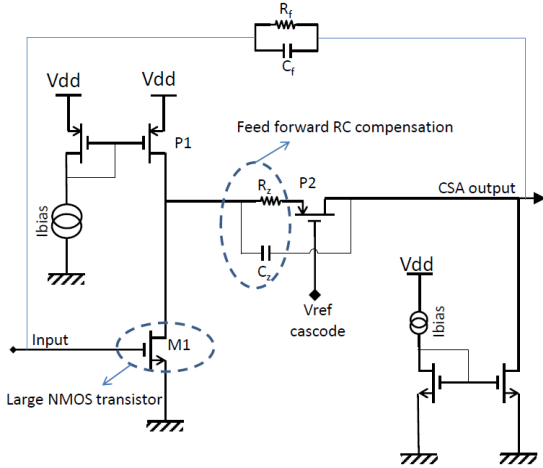 Rf
Cf
Vdd
Vdd
P1
Feed forward RC compensation
Rz
P2
CSA output
Ibias
Cz
Vdd
Vref
cascode
Ibias
Input
M1
Large NMOS transistor